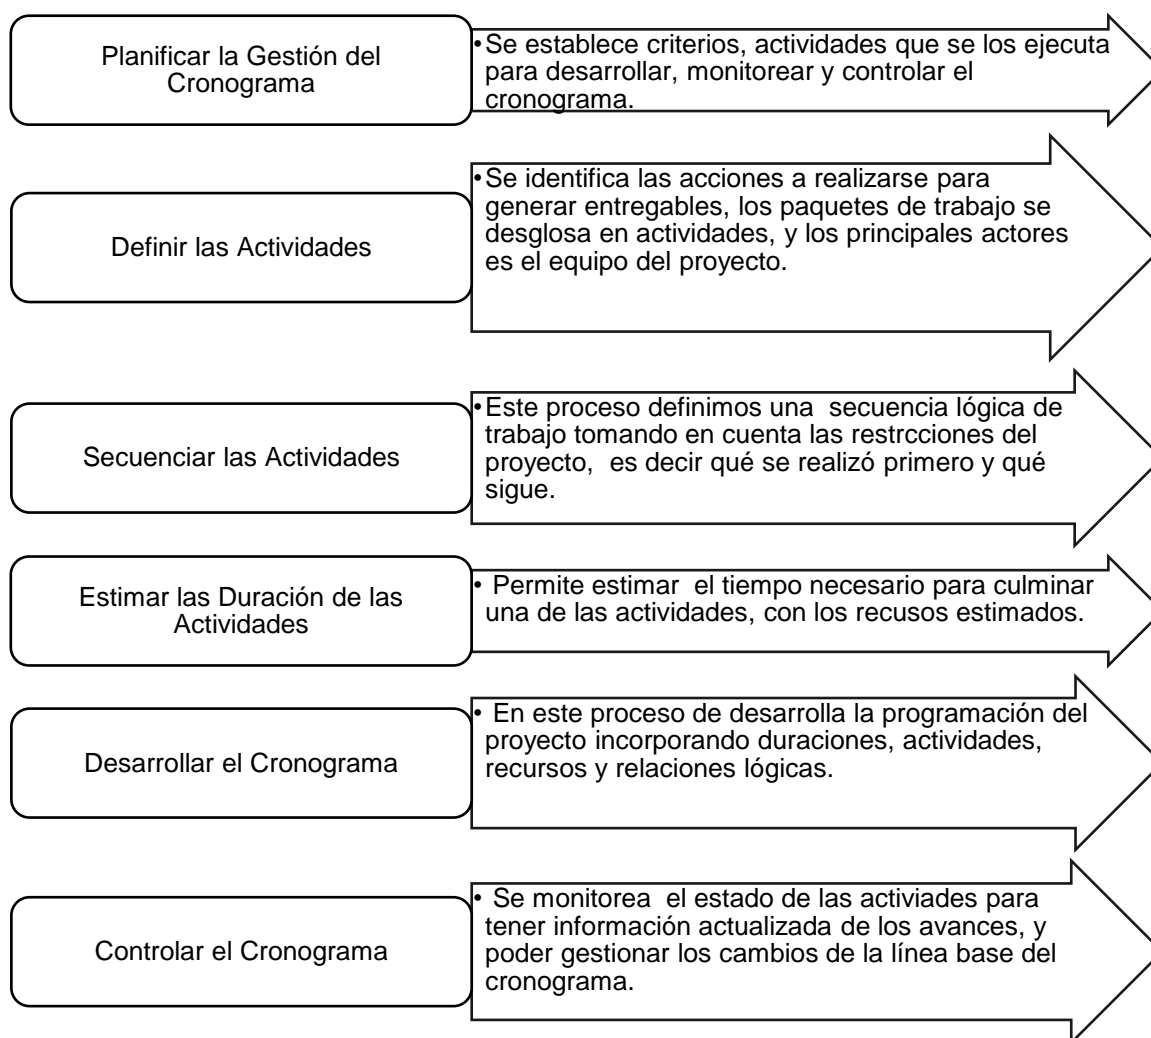 Planificar la Gestión del
Cronograma
•Se establece criterios, actividades que se los ejecuta
para desarrollar, monitorear y controlar el
cronograma.
Definir las Actividades
•Se identifica las acciones a realizarse para
generar entregables, los paquetes de trabajo se
desglosa en actividades, y los principales actores
es el equipo del proyecto.
Secuenciar las Actividades
•Este proceso definimos una  secuencia lógica de
trabajo tomando en cuenta las restrcciones del
proyecto,  es decir qué se realizó primero y qué
sigue.
Estimar las Duración de las
Actividades
• Permite estimar  el tiempo necesario para culminar
una de las actividades, con los recusos estimados.
Desarrollar el Cronograma
• En este proceso de desarrolla la programación del
proyecto incorporando duraciones, actividades,
recursos y relaciones lógicas.
Controlar el Cronograma
• Se monitorea  el estado de las activiades para
tener información actualizada de los avances, y
poder gestionar los cambios de la línea base del
cronograma.